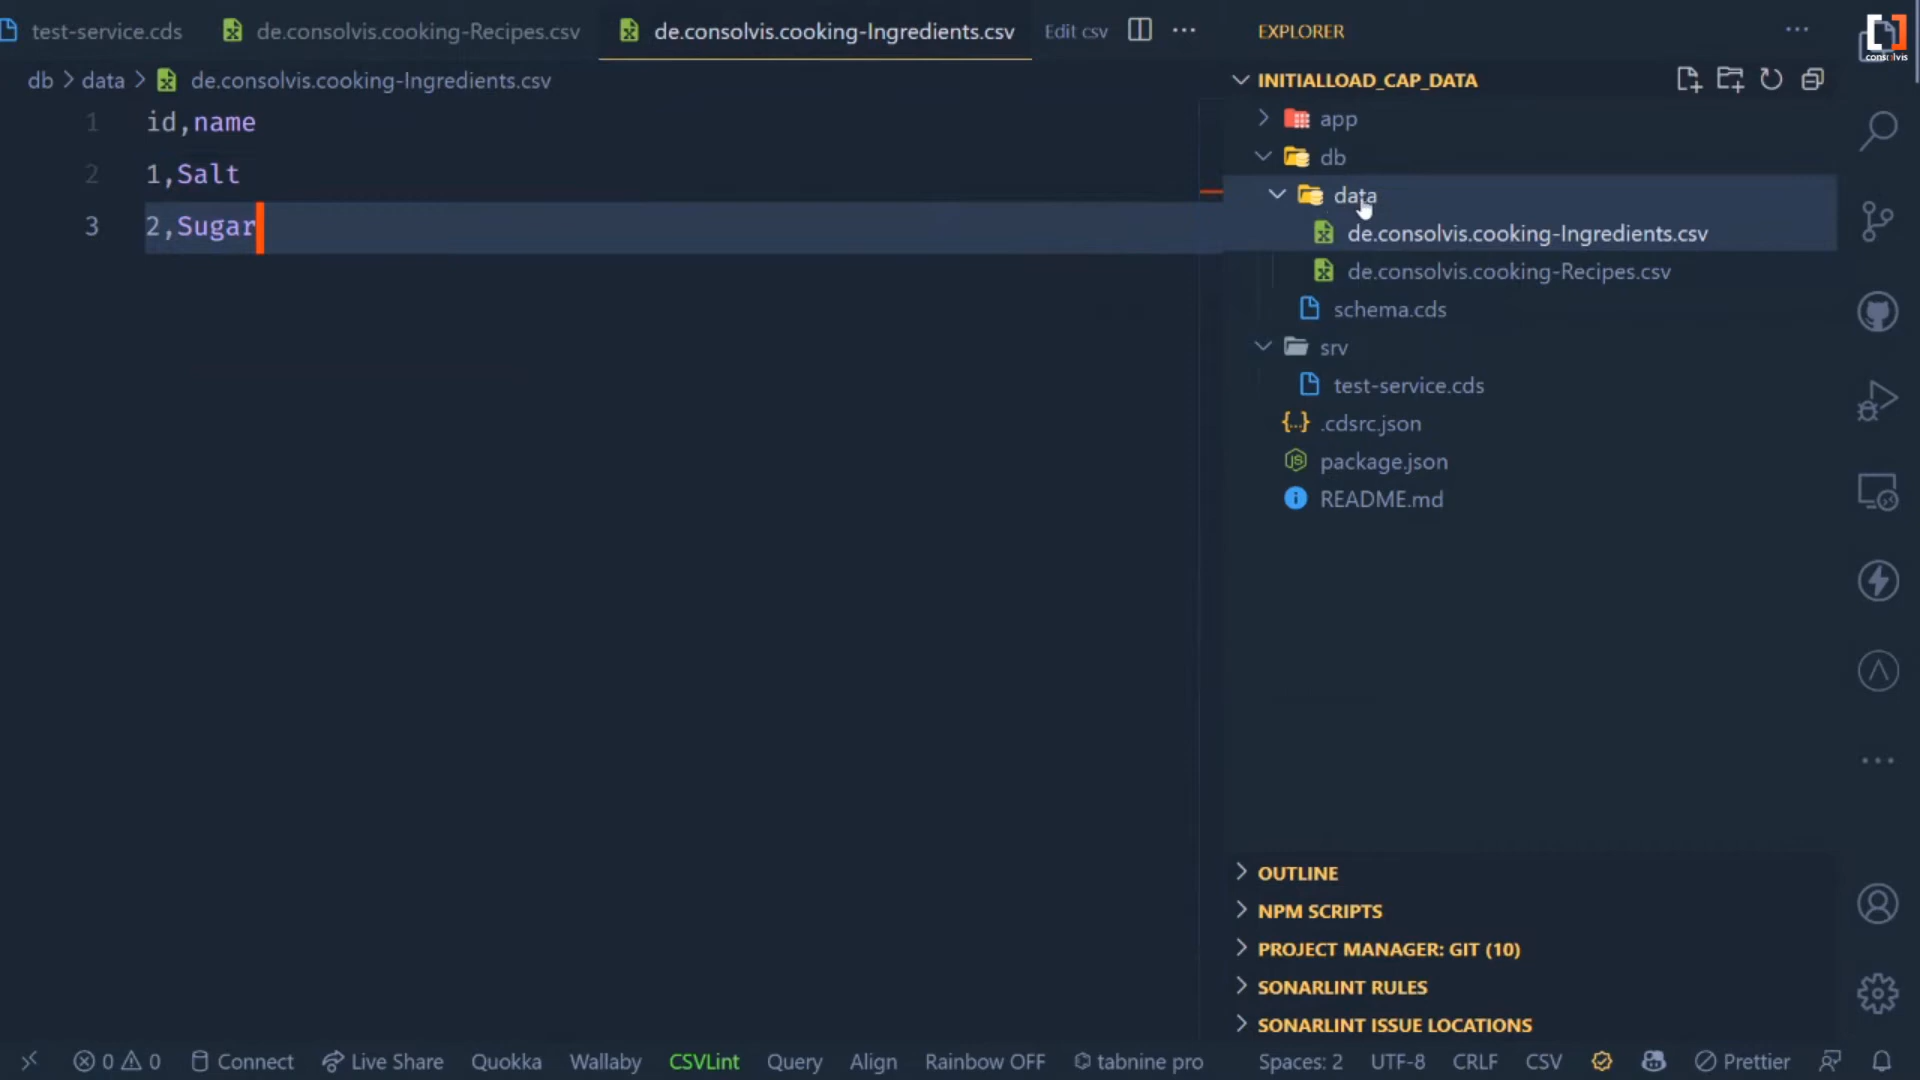 test-service.cds
de.consolvis.cooking-Recipes.csv
de.consolvis.cooking-Ingredients.csv
Edit csv
db > data > de.consolvis.cooking-Ingredients.csv
1 id,name
2 1,Salt
3 2,Sugar
EXPLORER
INITIALLOAD_CAP_DATA
app
db
data
de.consolvis.cooking-Ingredients.csv
de.consolvis.cooking-Recipes.csv
schema.cds
srv
test-service.cds
.cdsrc.json
package.json
README.md
OUTLINE
NPM SCRIPTS
PROJECT MANAGER: GIT (10)
SONARLINT RULES
SONARLINT ISSUE LOCATIONS
consolvis
0 0 Connect Live Share Quokka Wallaby CSVLint Query Align Rainbow OFF tabnine pro Spaces: 2 UTF-8 CRLF CSV Prettier